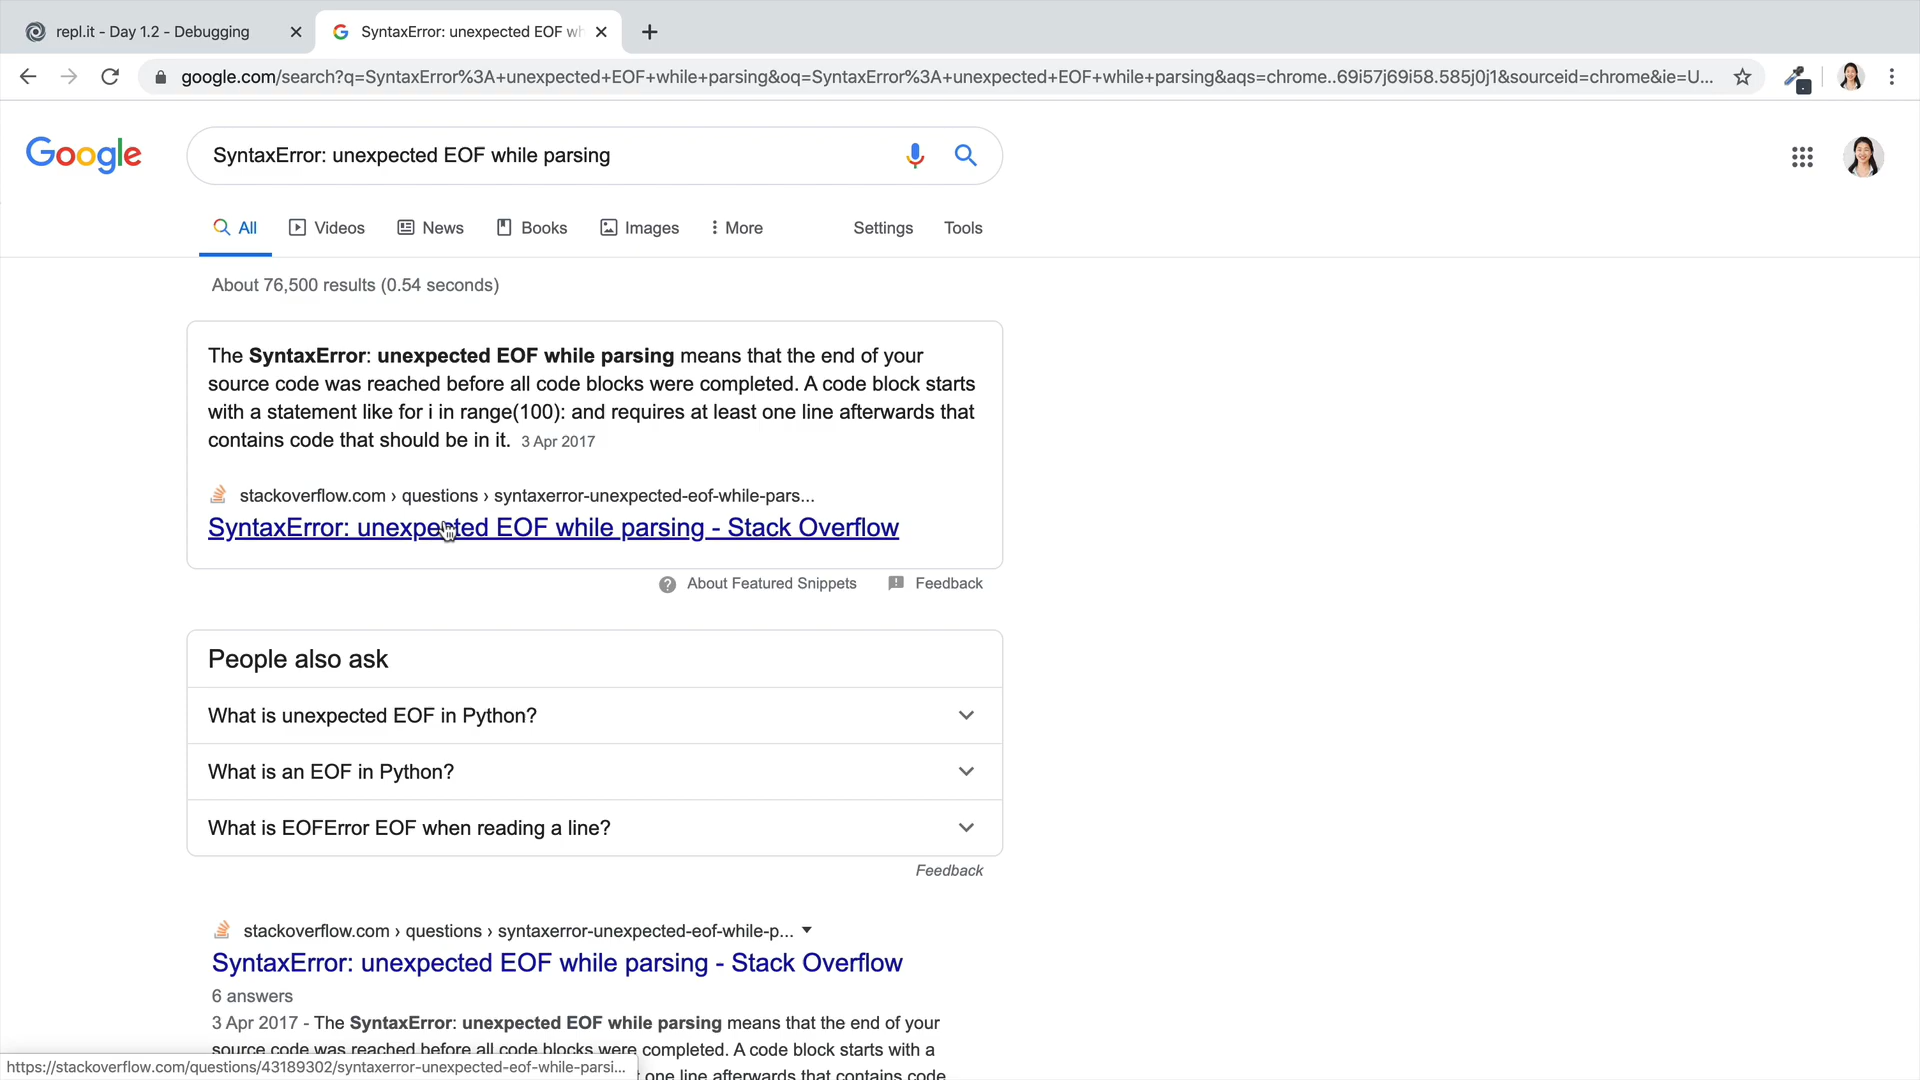 repl.it - Day 1.2 - Debugging
SyntaxError: unexpected EOF wh
google.com/search?q=SyntaxError%3A+unexpected+EOF+while+parsing&oq=SyntaxError%3A+unexpected+EOF+while+parsing&aqs=chrome..69i57j69i58.585j0j1&sourceid=chrome&ie=U...
Google
SyntaxError: unexpected EOF while parsing
All Videos News Books Images More Settings Tools
About 76,500 results (0.54 seconds)
The SyntaxError: unexpected EOF while parsing means that the end of your
source code was reached before all code blocks were completed. A code block starts
with a statement like for i in range(100): and requires at least one line afterwards that
contains code that should be in it. 3 Apr 2017
stackoverflow.com › questions › syntaxerror-unexpected-eof-while-pars...
SyntaxError: unexpected EOF while parsing - Stack Overflow
About Featured Snippets Feedback
People also ask
What is unexpected EOF in Python?
What is an EOF in Python?
What is EOFError EOF when reading a line?
Feedback
stackoverflow.com › questions › syntaxerror-unexpected-eof-while-p...
SyntaxError: unexpected EOF while parsing - Stack Overflow
6 answers
3 Apr 2017 - The SyntaxError: unexpected EOF while parsing means that the end of your
source code was reached before all code blocks were completed. A code block starts with a
one line afterwards that contains code
https://stackoverflow.com/questions/43189302/syntaxerror-unexpected-eof-while-parsi...